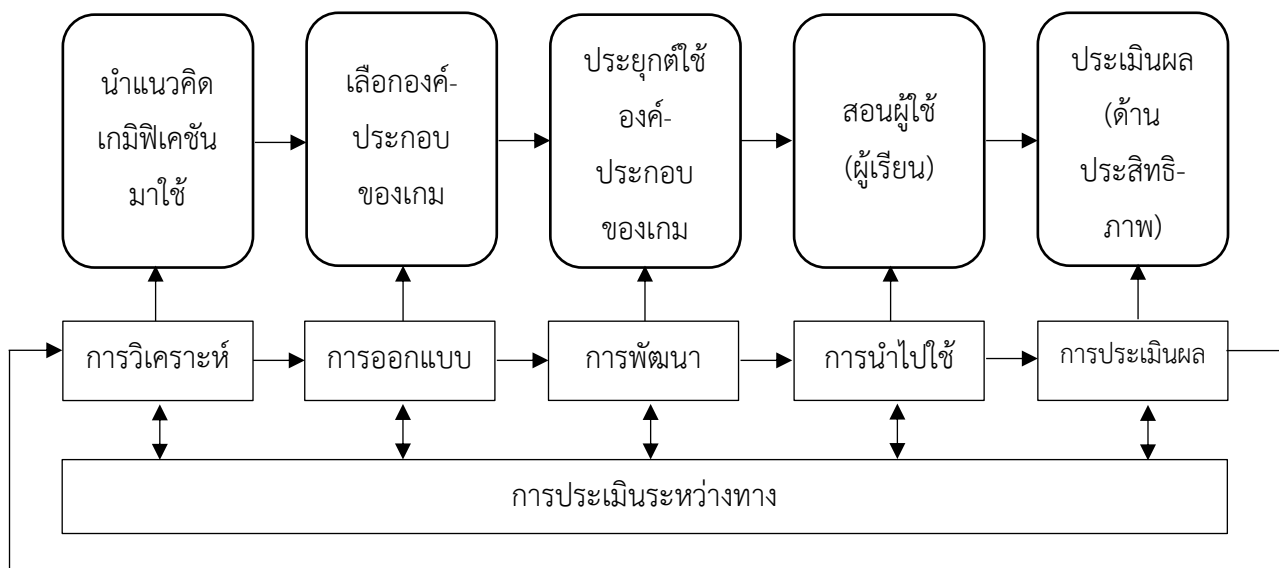 นำแนวคิด
เกมิฟิเคชัน
มาใช้
เลือกองค์-
ประกอบ
ของเกม
ประยุกต์ใช้
องค์-
ประกอบ
ของเกม
สอนผู้ใช้
(ผู้เรียน)
ประเมินผล
(ด้าน
ประสิทธิ-
ภาพ)
การวิเคราะห์
การออกแบบ
การพัฒนา
การนำไปใช้
การประเมินผล
การประเมินระหว่างทาง